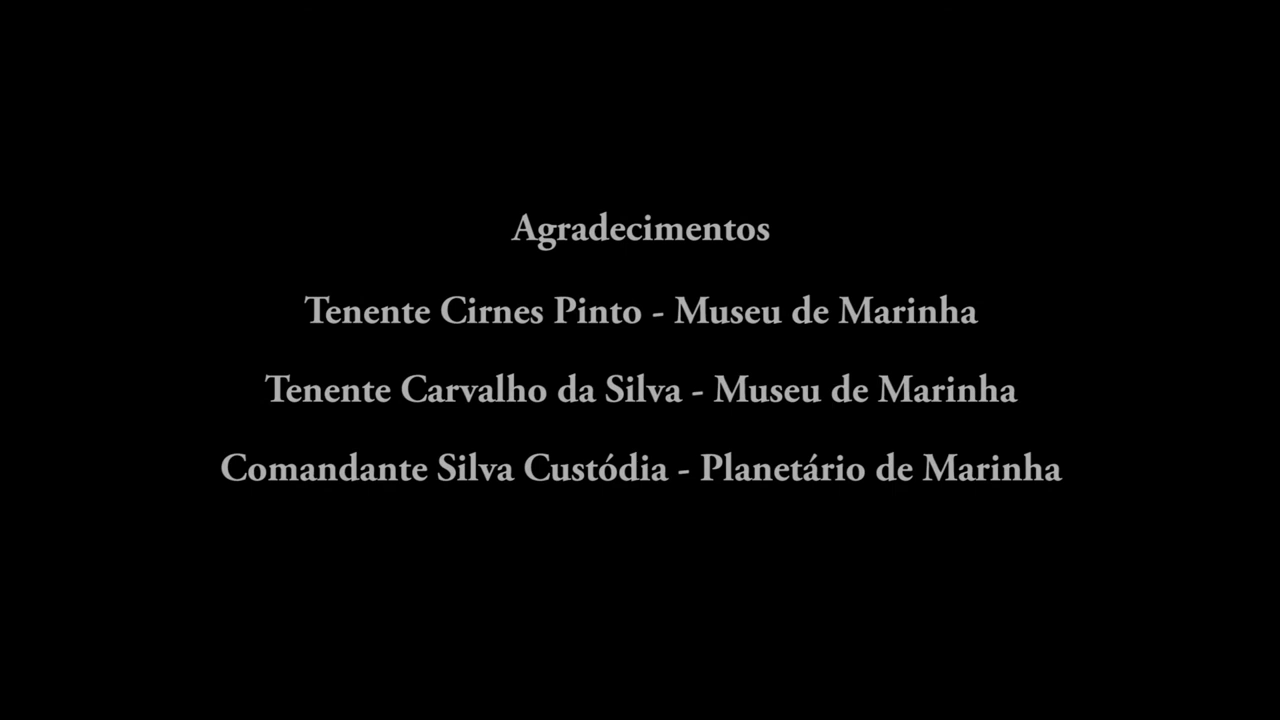 Agradecimentos
Tenente Cirnes Pinto - Museu de Marinha
Tenente Carvalho da Silva - Museu de Marinha
Comandante Silva Custódia - Planetário de Marinha